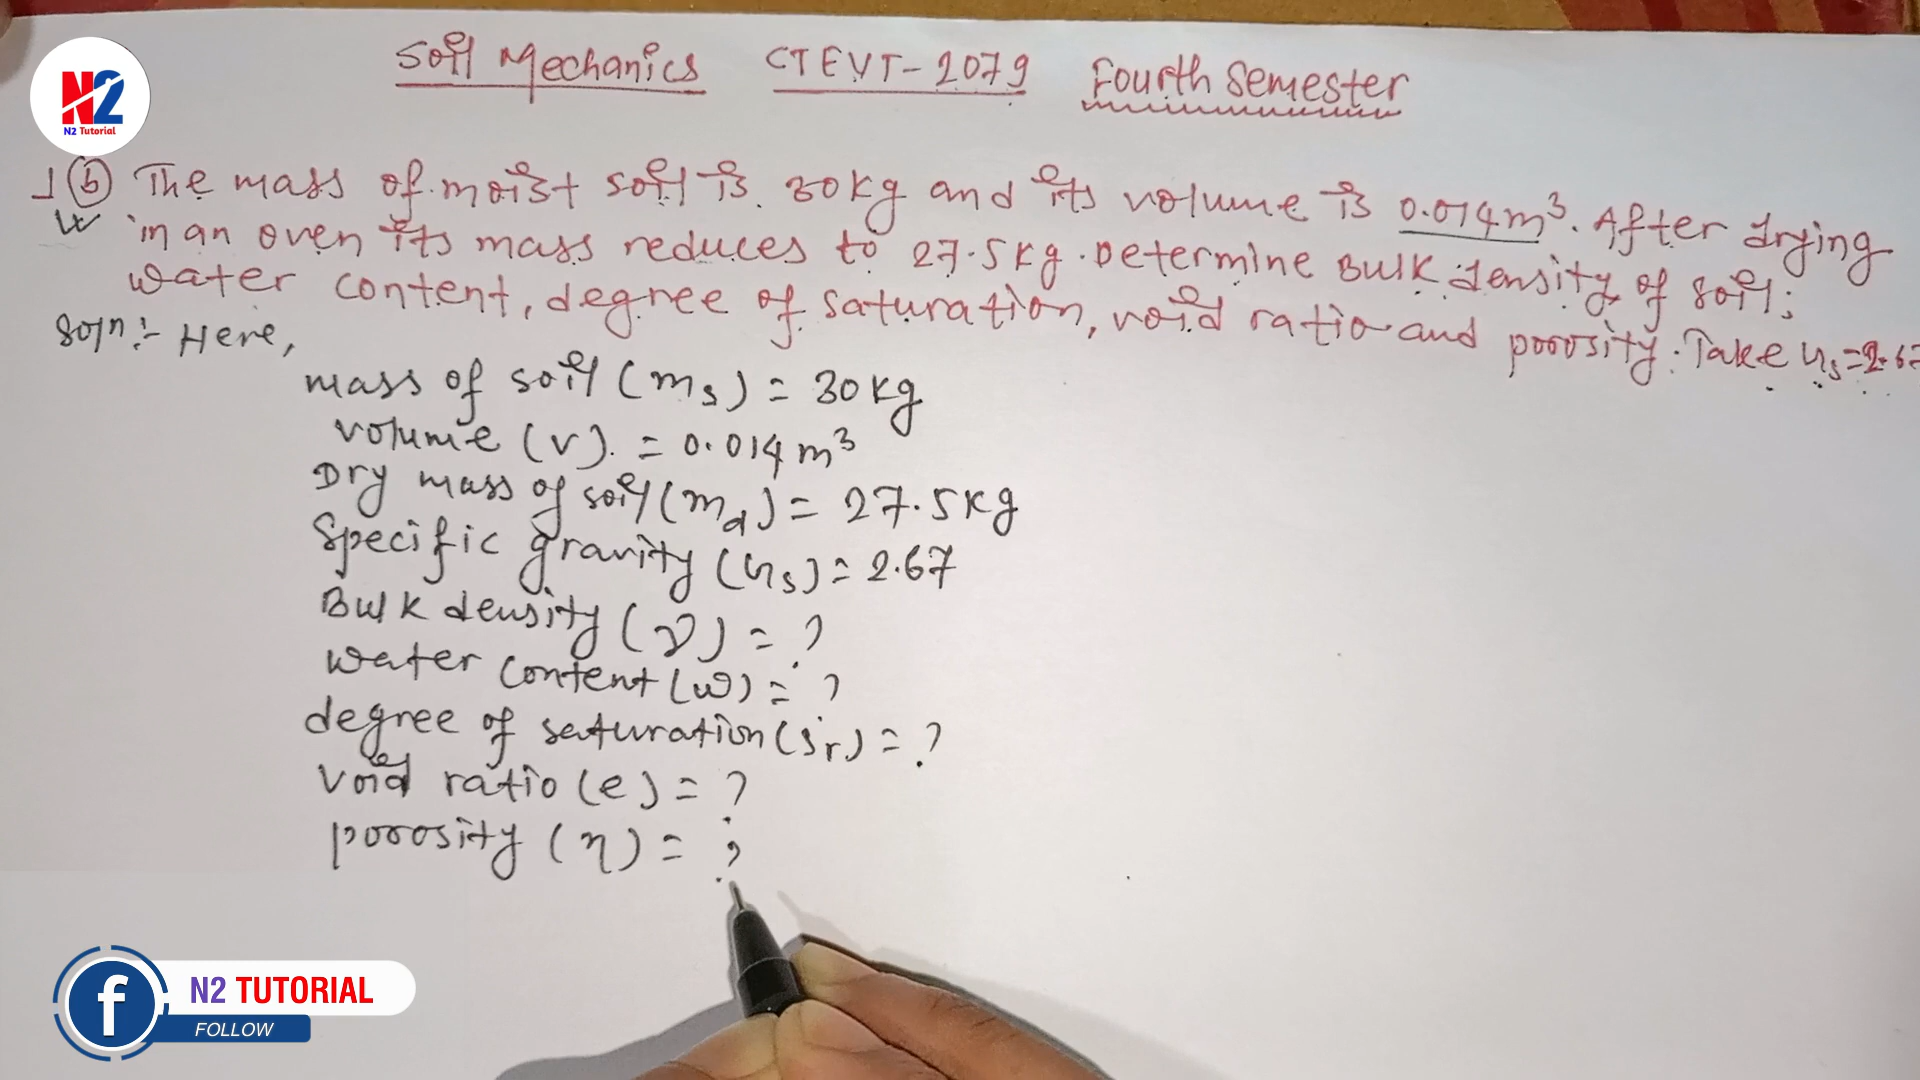 N2
N2 Tutorial
Soil Mechanics CTEVT-2079 Fourth Semester
1 (b) The mass of moist soil is 30kg and its volume is 0.014m³. After drying
in an oven its mass reduces to 27.5kg. Determine Bulk density of soil;
water content, degree of saturation, void ratio and porosity. Take Gs=2.67
Soln:- Here,
mass of soil (ms) = 30kg
volume (v) = 0.014 m³
Dry mass of soil (md) = 27.5kg
Specific gravity (Gs) = 2.67
Bulk density (γ) = ?
water content (w) = ?
degree of saturation (sr) = ?
void ratio (e) = ?
porosity (η) = ?
f N2 TUTORIAL
FOLLOW